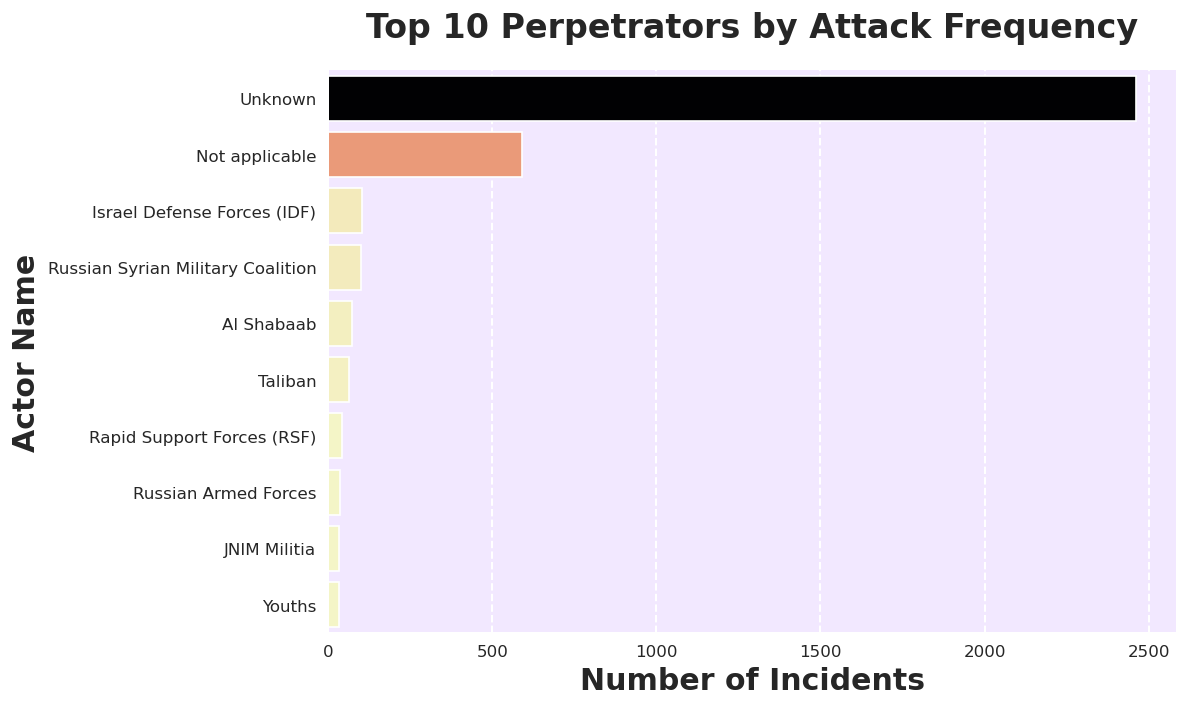 Top 10 Perpetrators by Attack Frequency
Actor Name
Unknown
Not applicable
Israel Defense Forces (IDF)
Russian Syrian Military Coalition
Al Shabaab
Taliban
Rapid Support Forces (RSF)
Russian Armed Forces
JNIM Militia
Youths
0 500 1000 1500 2000 2500
Number of Incidents